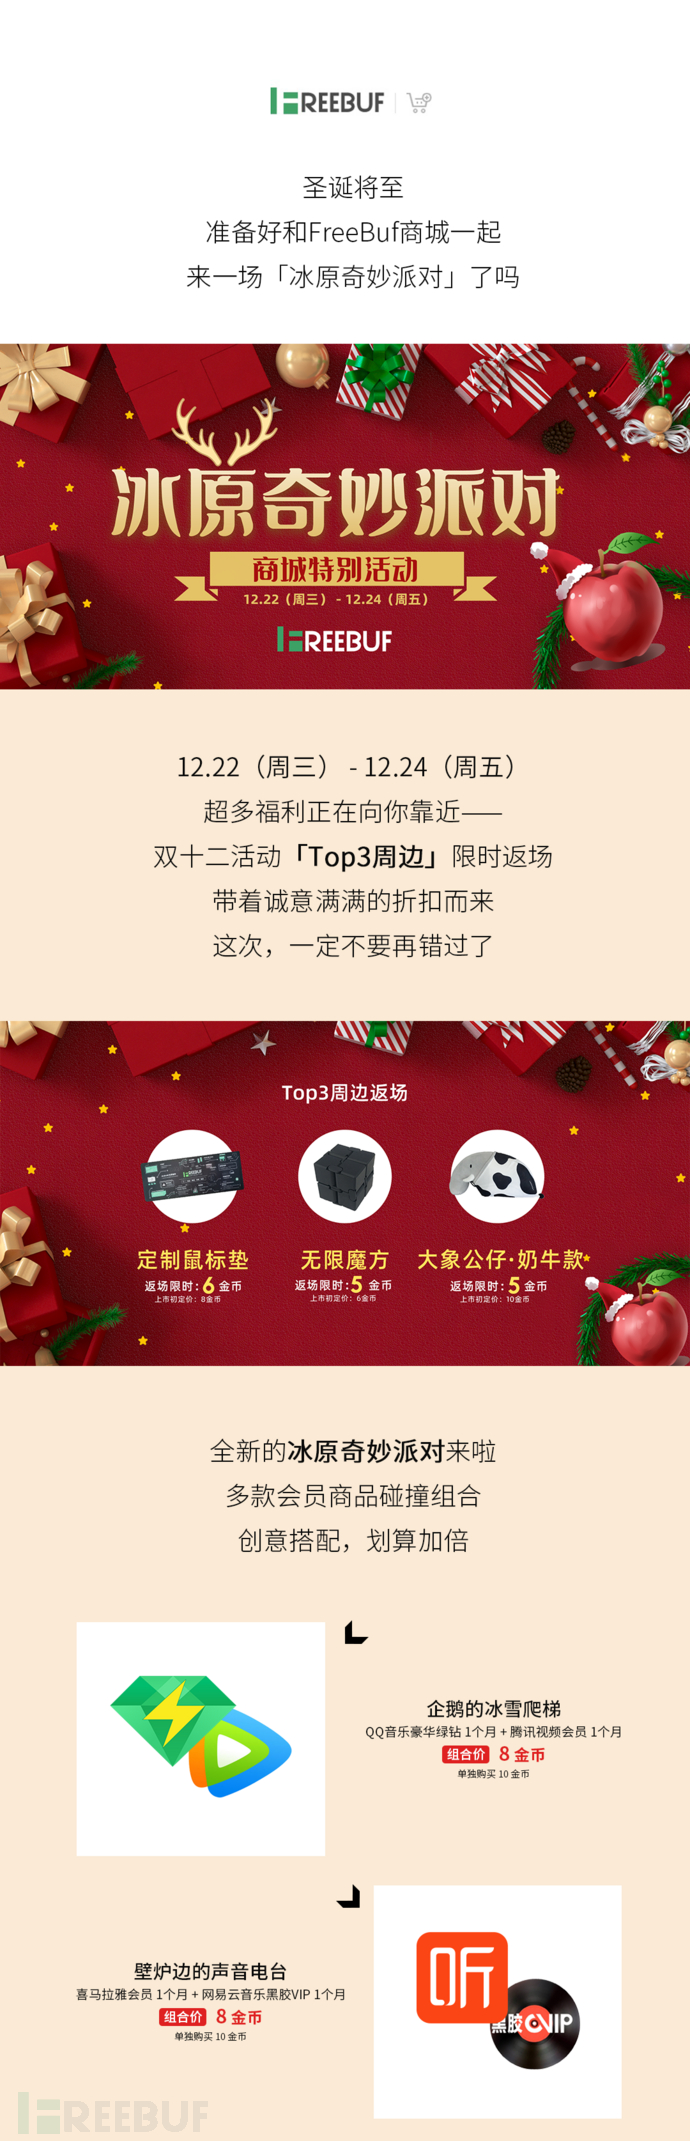 FREEBUF
圣诞将至
准备好和FreeBuf商城一起
来一场「冰原奇妙派对」了吗
冰原奇妙派对
商城特别活动
12.22（周三） - 12.24（周五）
FREEBUF
12.22（周三） - 12.24（周五）
超多福利正在向你靠近——
双十二活动「Top3周边」限时返场
带着诚意满满的折扣而来
这次，一定不要再错过了
Top3周边返场
FREEBUF
定制鼠标垫
返场限时：6 金币
上市初定价：8金币
无限魔方
返场限时：5 金币
上市初定价：6金币
大象公仔·奶牛款
返场限时：5 金币
上市初定价：10金币
全新的冰原奇妙派对来啦
多款会员商品碰撞组合
创意搭配，划算加倍
企鹅的冰雪爬梯
QQ音乐豪华绿钻 1个月 + 腾讯视频会员 1个月
组合价 8 金币
单独购买 10 金币
壁炉边的声音电台
喜马拉雅会员 1个月 + 网易云音乐黑胶VIP 1个月
组合价 8 金币
单独购买 10 金币
听
黑胶VIP
FREEBUF